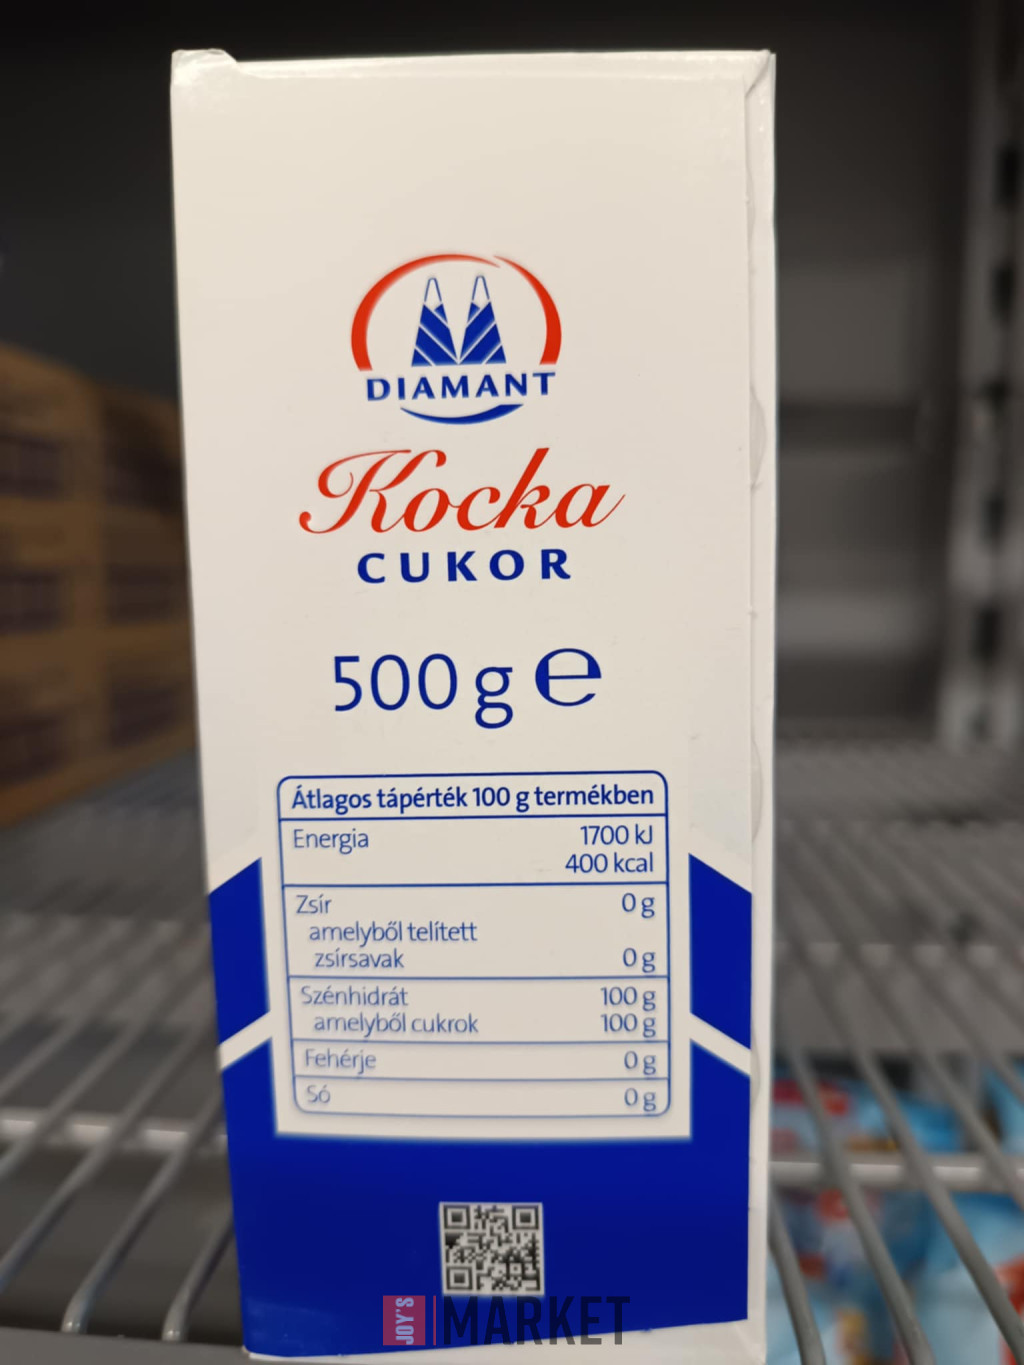 DIAMANT
Kocka
CUKOR
500 g e
Átlagos tápérték 100 g termékben
Energia 1700 kJ
400 kcal
Zsír 0 g
amelyből telített
zsírsavak 0 g
Szénhidrát 100 g
amelyből cukrok 100 g
Fehérje 0 g
Só 0 g
JOY'S MARKET